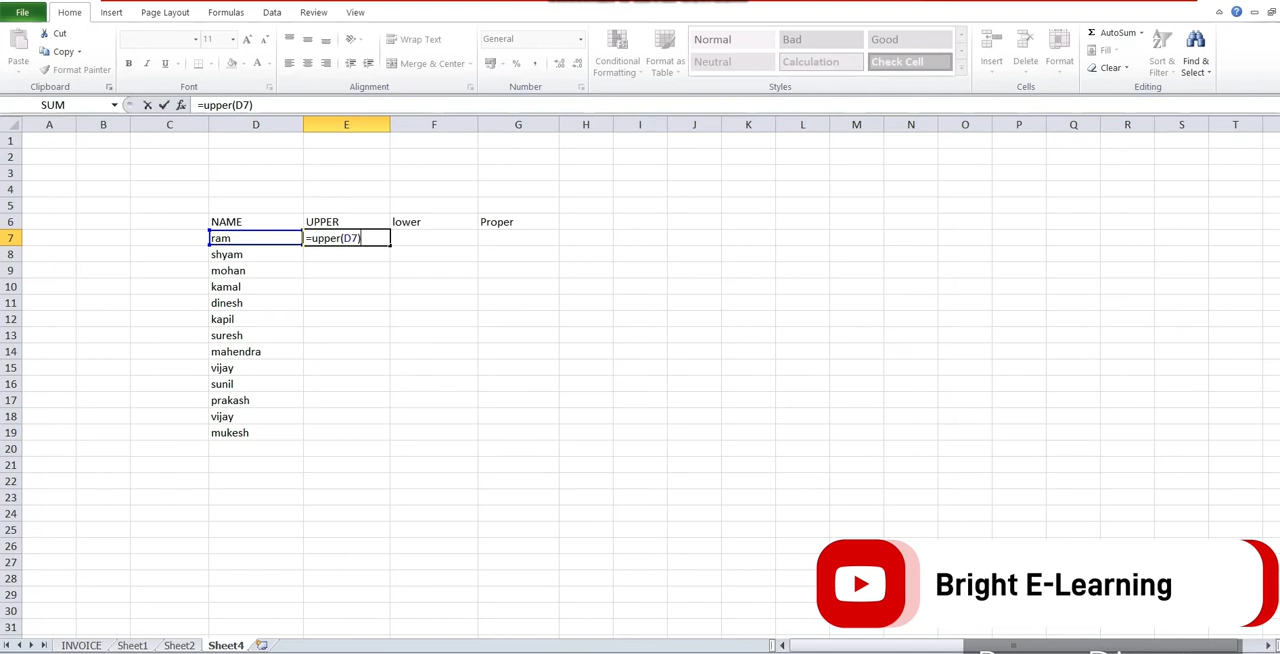 File Home Insert Page Layout Formulas Data Review View
Paste Cut Copy Format Painter Clipboard
11 B I U A A A Font
Wrap Text Merge & Center Alignment
General % , Number
Conditional Formatting Format as Table Normal Bad Good Neutral Calculation Check Cell Styles
Insert Delete Format Cells
Σ AutoSum Fill Clear Sort & Filter Find & Select Editing
SUM fx =upper(D7)
A B C D E F G H I J K L M N O P Q R S T
1
2
3
4
5
6 NAME UPPER lower Proper
7 ram =upper(D7)
8 shyam
9 mohan
10 kamal
11 dinesh
12 kapil
13 suresh
14 mahendra
15 vijay
16 sunil
17 prakash
18 vijay
19 mukesh
20
21
22
23
24
25
26
27
28
29
30
31
Bright E-Learning
INVOICE Sheet1 Sheet2 Sheet4